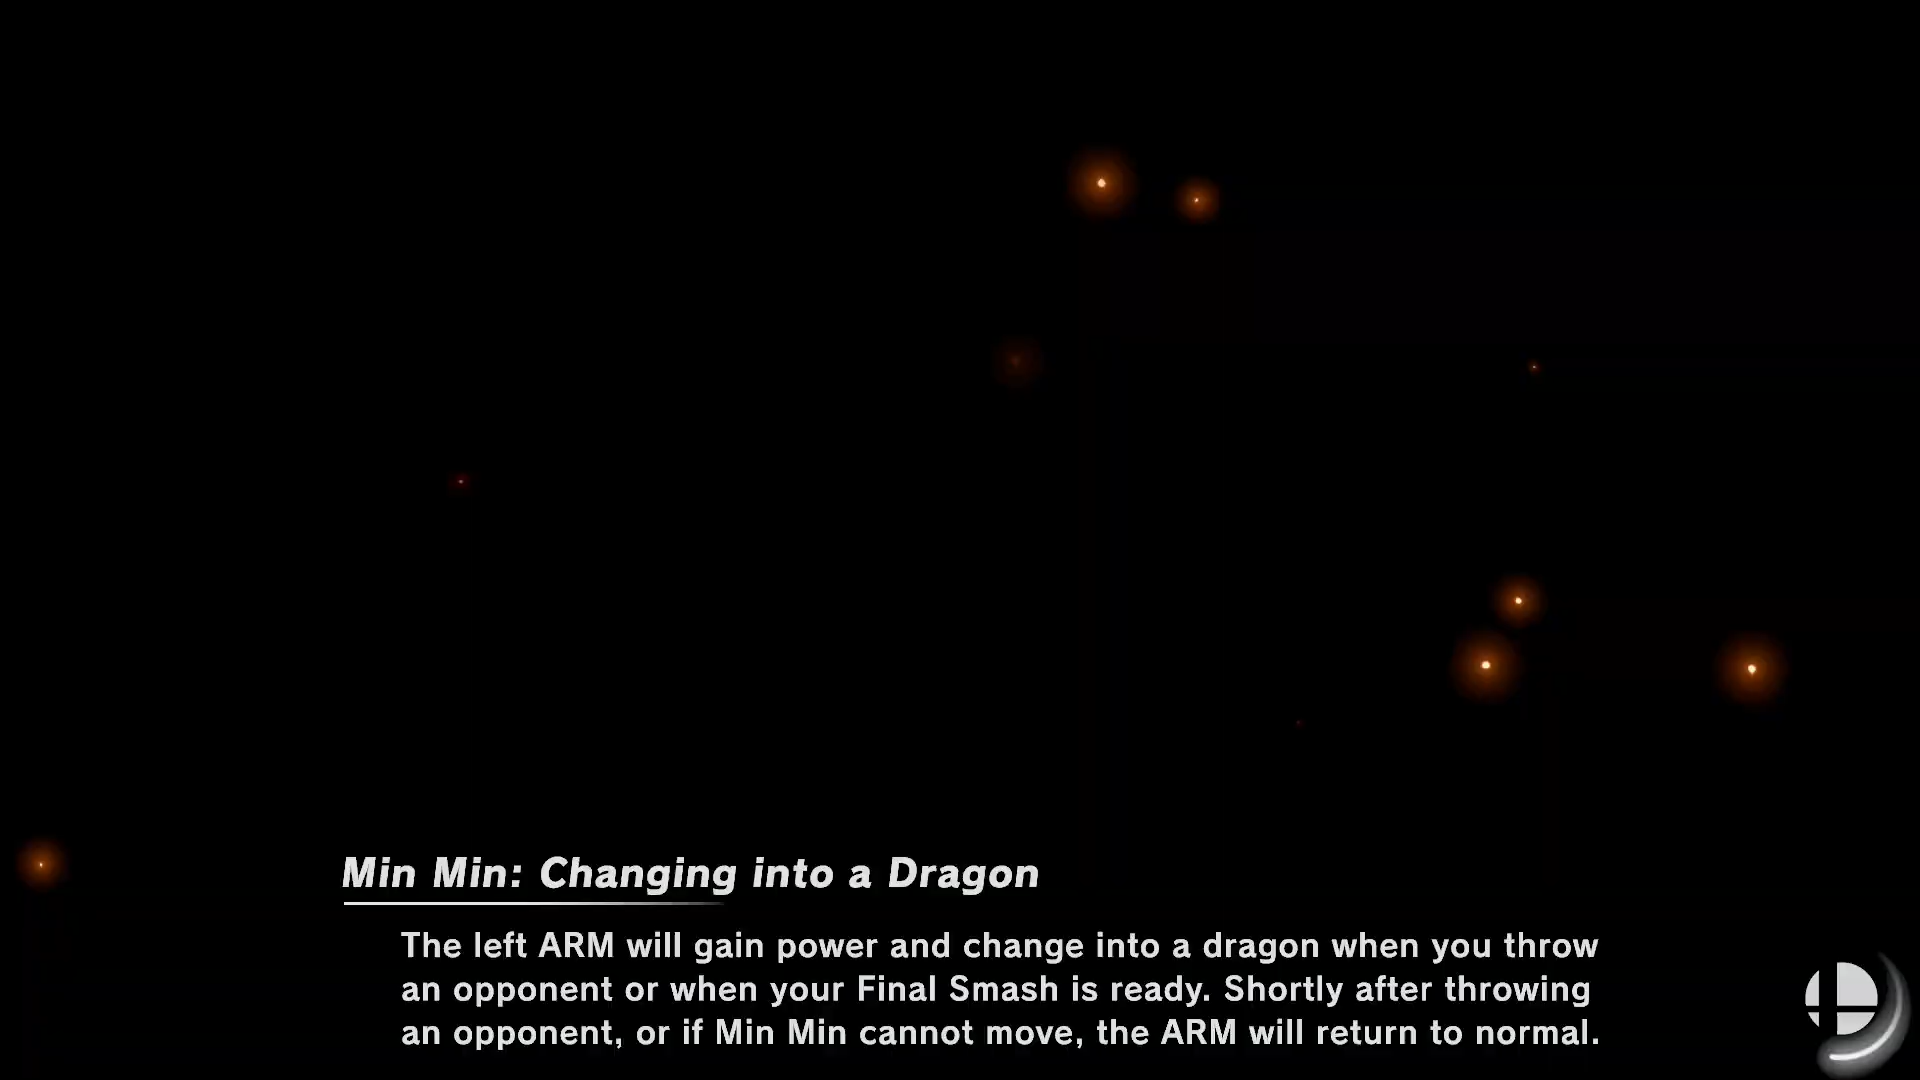 Min Min: Changing into a Dragon
The left ARM will gain power and change into a dragon when you throw
an opponent or when your Final Smash is ready. Shortly after throwing
an opponent, or if Min Min cannot move, the ARM will return to normal.